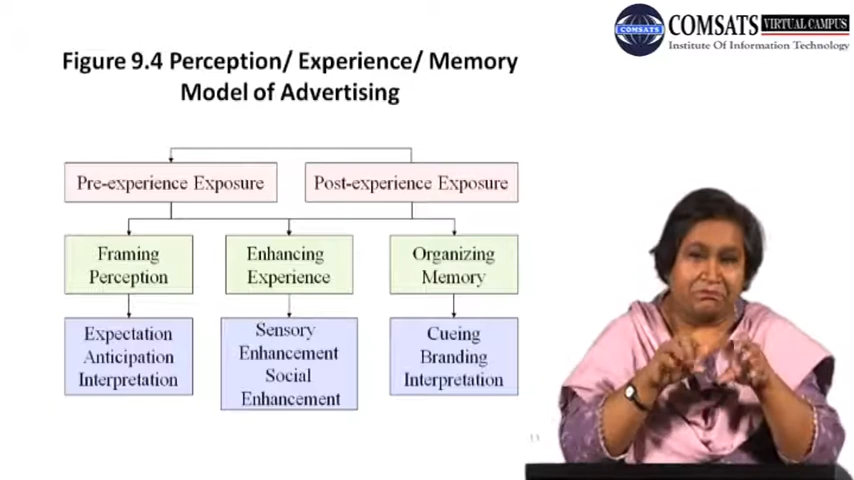 COMSATS VIRTUAL CAMPUS
Institute Of Information Technology
COMSATS
Figure 9.4 Perception/ Experience/ Memory
Model of Advertising
Pre-experience Exposure
Post-experience Exposure
Framing
Perception
Enhancing
Experience
Organizing
Memory
Expectation
Anticipation
Interpretation
Sensory
Enhancement
Social
Enhancement
Cueing
Branding
Interpretation